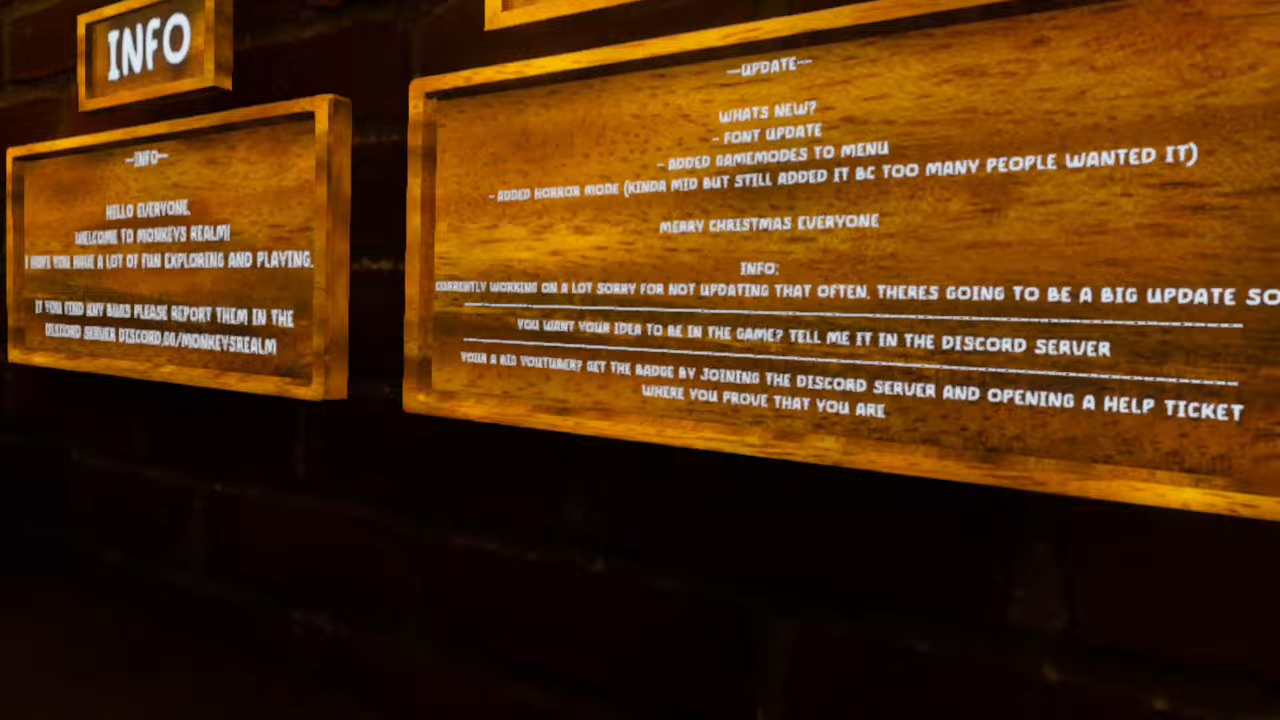 INFO
--INFO--
HELLO EVERYONE,
WELCOME TO MONKEYS REALM!
I HOPE YOU HAVE A LOT OF FUN EXPLORING AND PLAYING.
IF YOU FIND ANY BUGS PLEASE REPORT THEM IN THE
DISCORD SERVER DISCORD.GG/MONKEYSREALM
--UPDATE--
WHATS NEW?
- FONT UPDATE
- ADDED GAMEMODES TO MENU
- ADDED HORROR MODE (KINDA MID BUT STILL ADDED IT BC TOO MANY PEOPLE WANTED IT)
MERRY CHRISTMAS EVERYONE
INFO:
CURRENTLY WORKING ON A LOT SORRY FOR NOT UPDATING THAT OFTEN. THERES GOING TO BE A BIG UPDATE SO
YOU WANT YOUR IDEA TO BE IN THE GAME? TELL ME IT IN THE DISCORD SERVER
YOUR A BIG YOUTUBER? GET THE BADGE BY JOINING THE DISCORD SERVER AND OPENING A HELP TICKET
WHERE YOU PROVE THAT YOU ARE